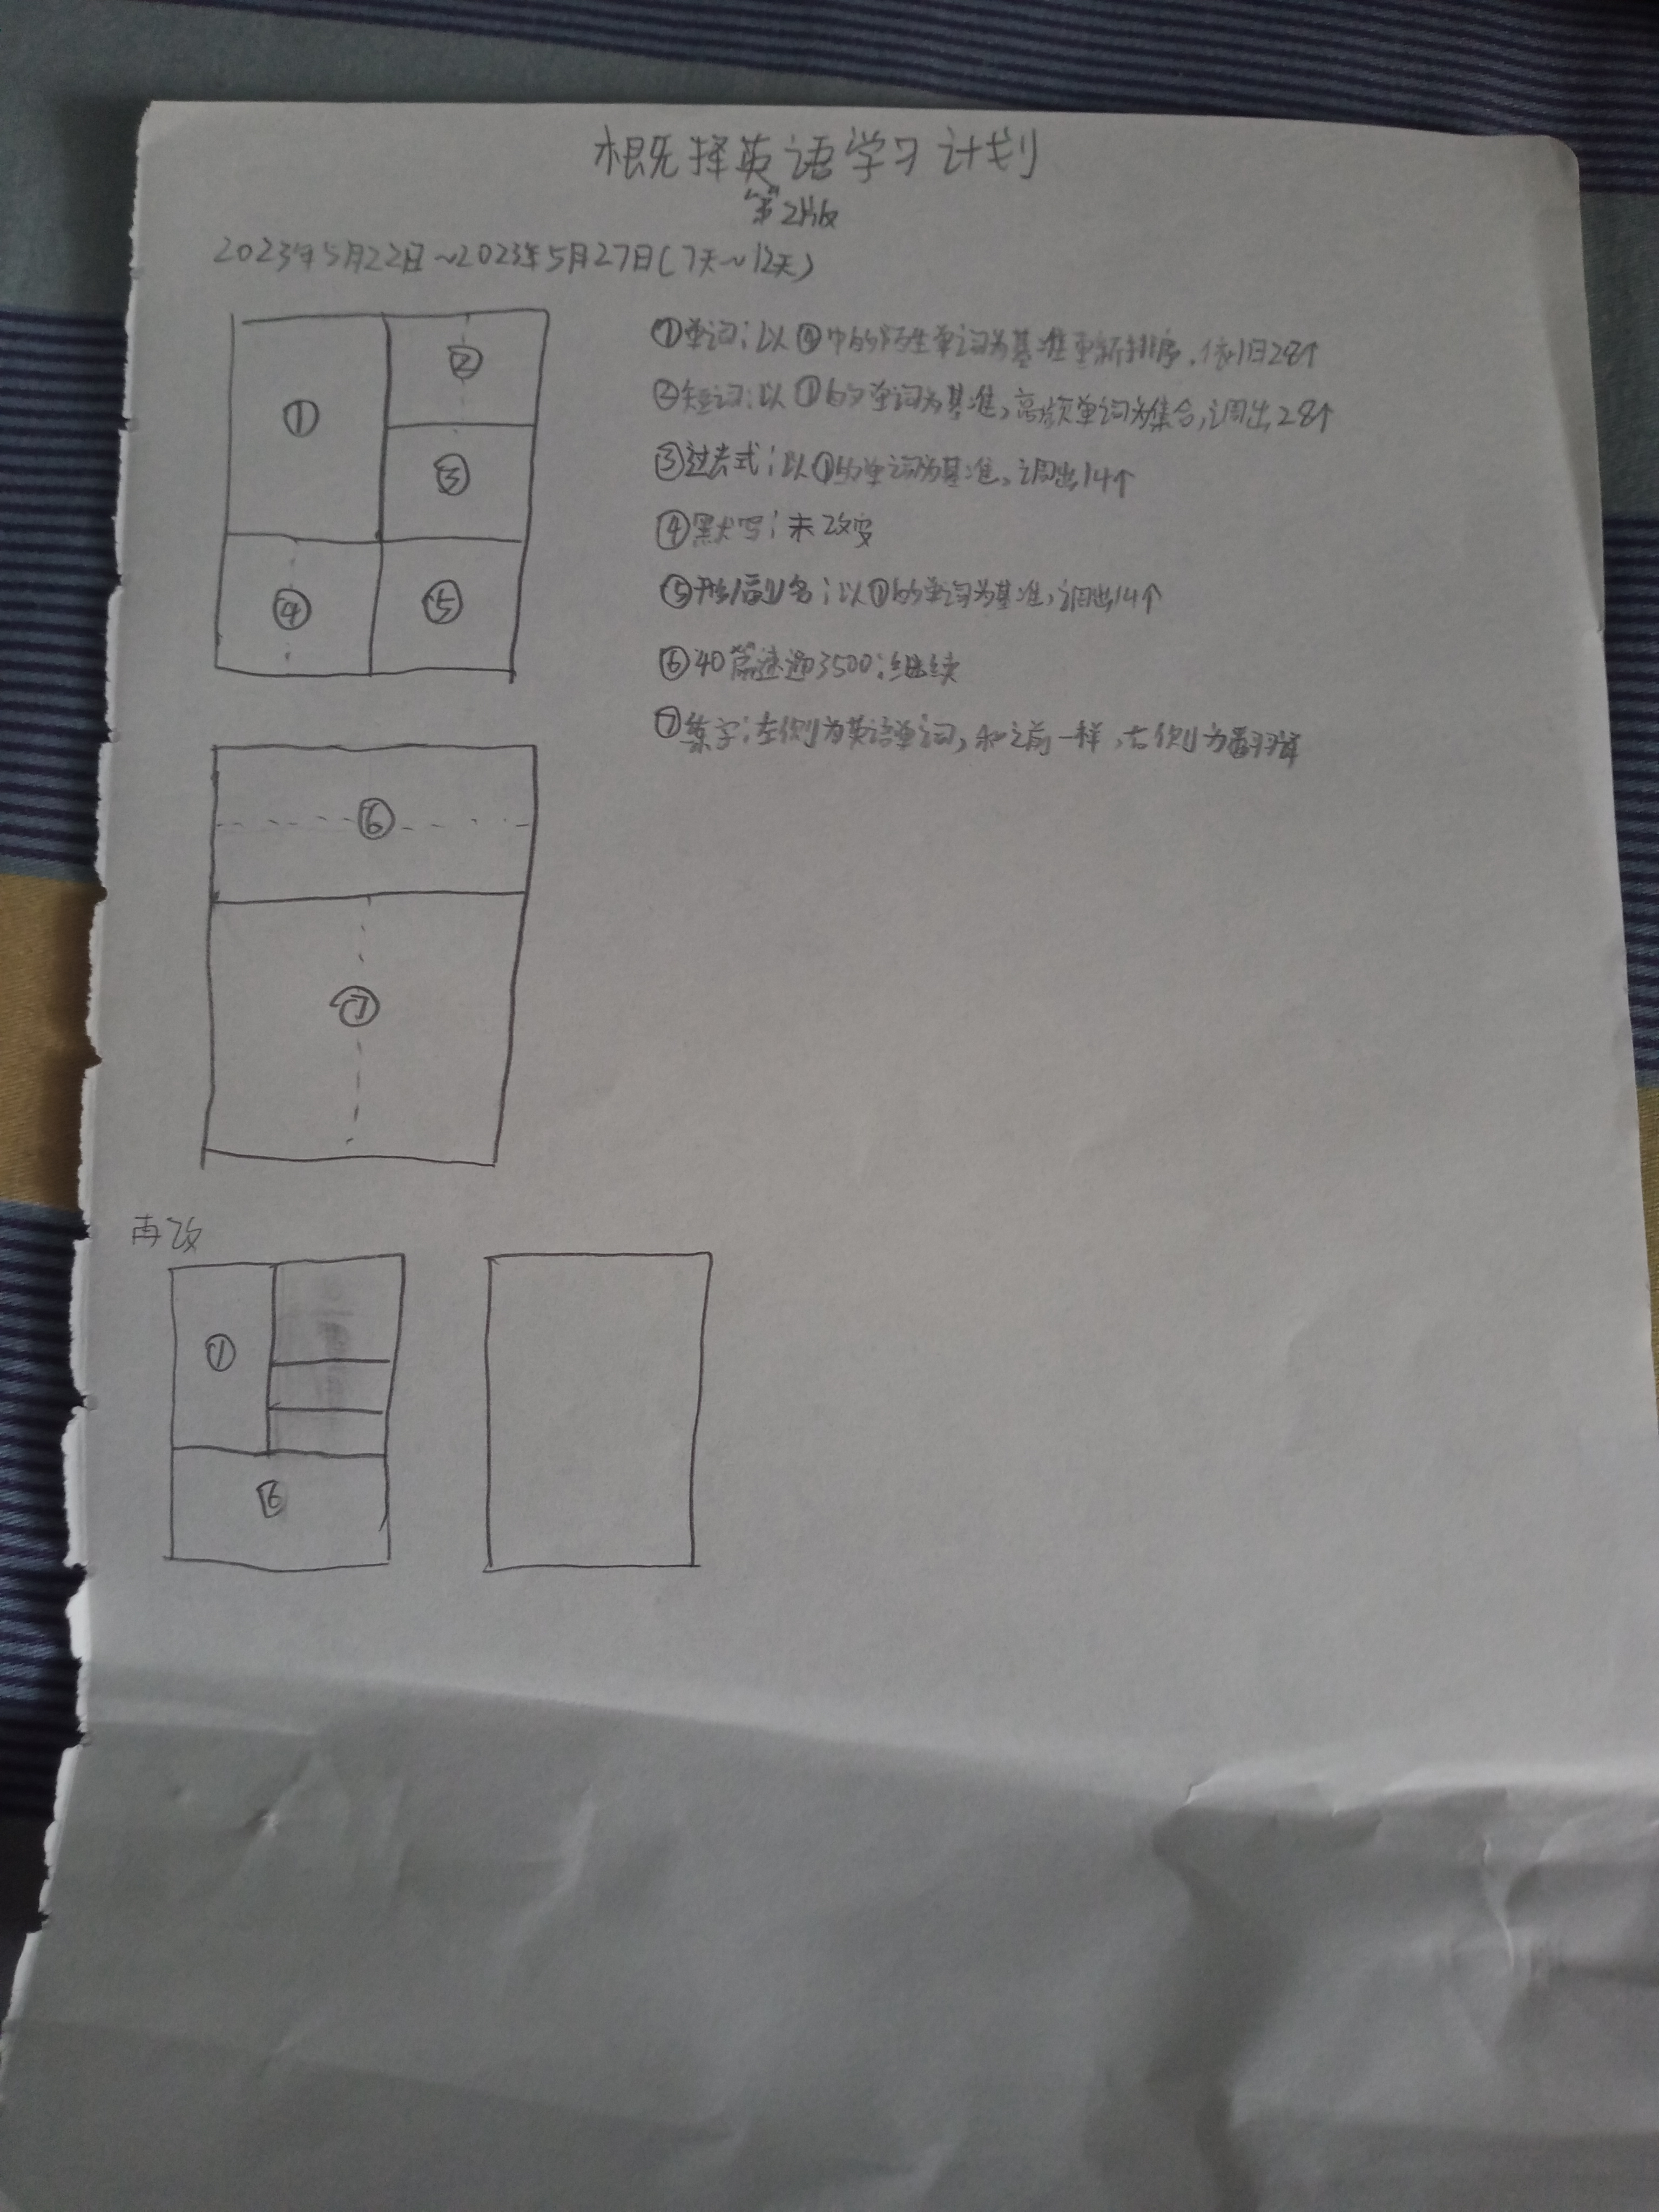 概择英语学习计划
第2版
2023年5月22日~2023年5月27日(7天~12天)
①单词:以④中的陌生单词为基准重新排序,依旧28个
②短词:以①的单词为基准,高频单词为集合,调出28个
③过去式:以①的单词为基准,调出14个
④默写:未改变
⑤形/副/名:以①的单词为基准,调出14个
⑥40篇速通3500:继续
⑦练字:左侧为英语单词,和之前一样,右侧为翻译
①
②
③
④
⑤
⑥
⑦
再改
①
⑥